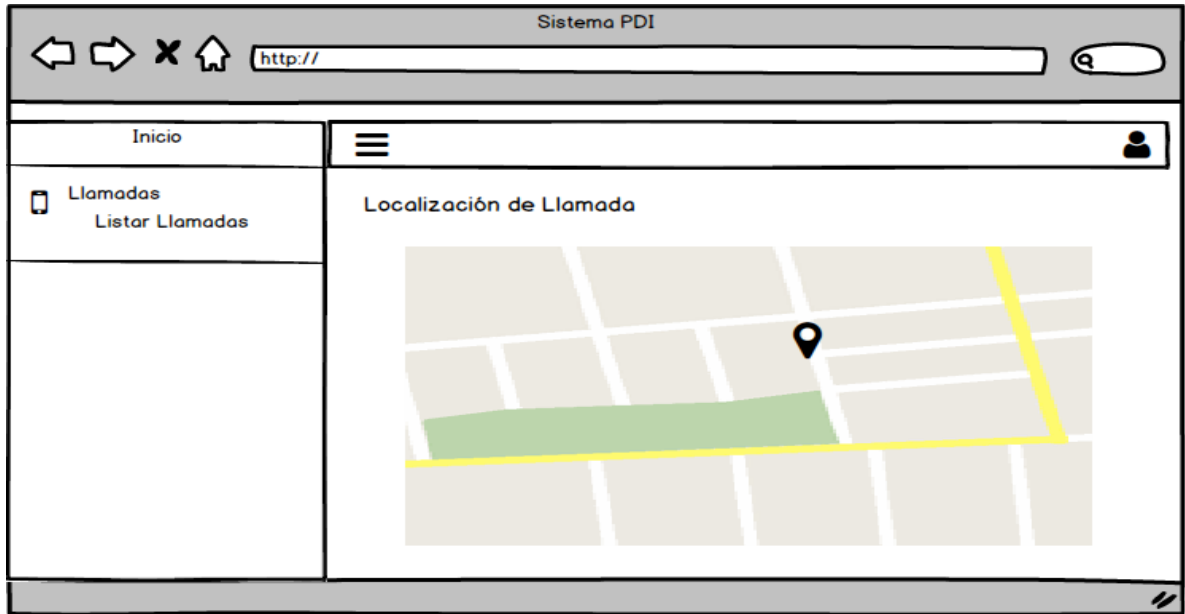 Sistema PDI
http://
Inicio
Llamadas
Listar Llamadas
Localización de Llamada